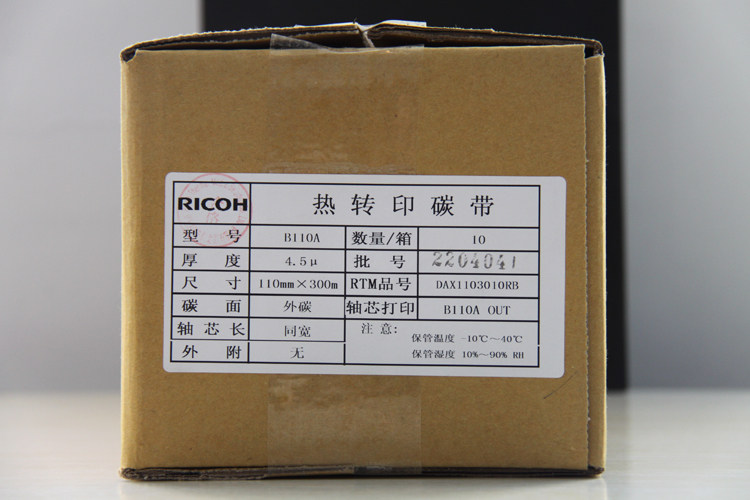 RICOH 热转印碳带
型号 B110A 数量/箱 10
厚度 4.5μ 批号 2204041
尺寸 110mm×300m RTM品号 DAX1103010RB
碳面 外碳 轴芯打印 B110A OUT
轴芯长 同宽 注意:
保管温度 -10℃~40℃
外附 无 保管湿度 10%~90% RH